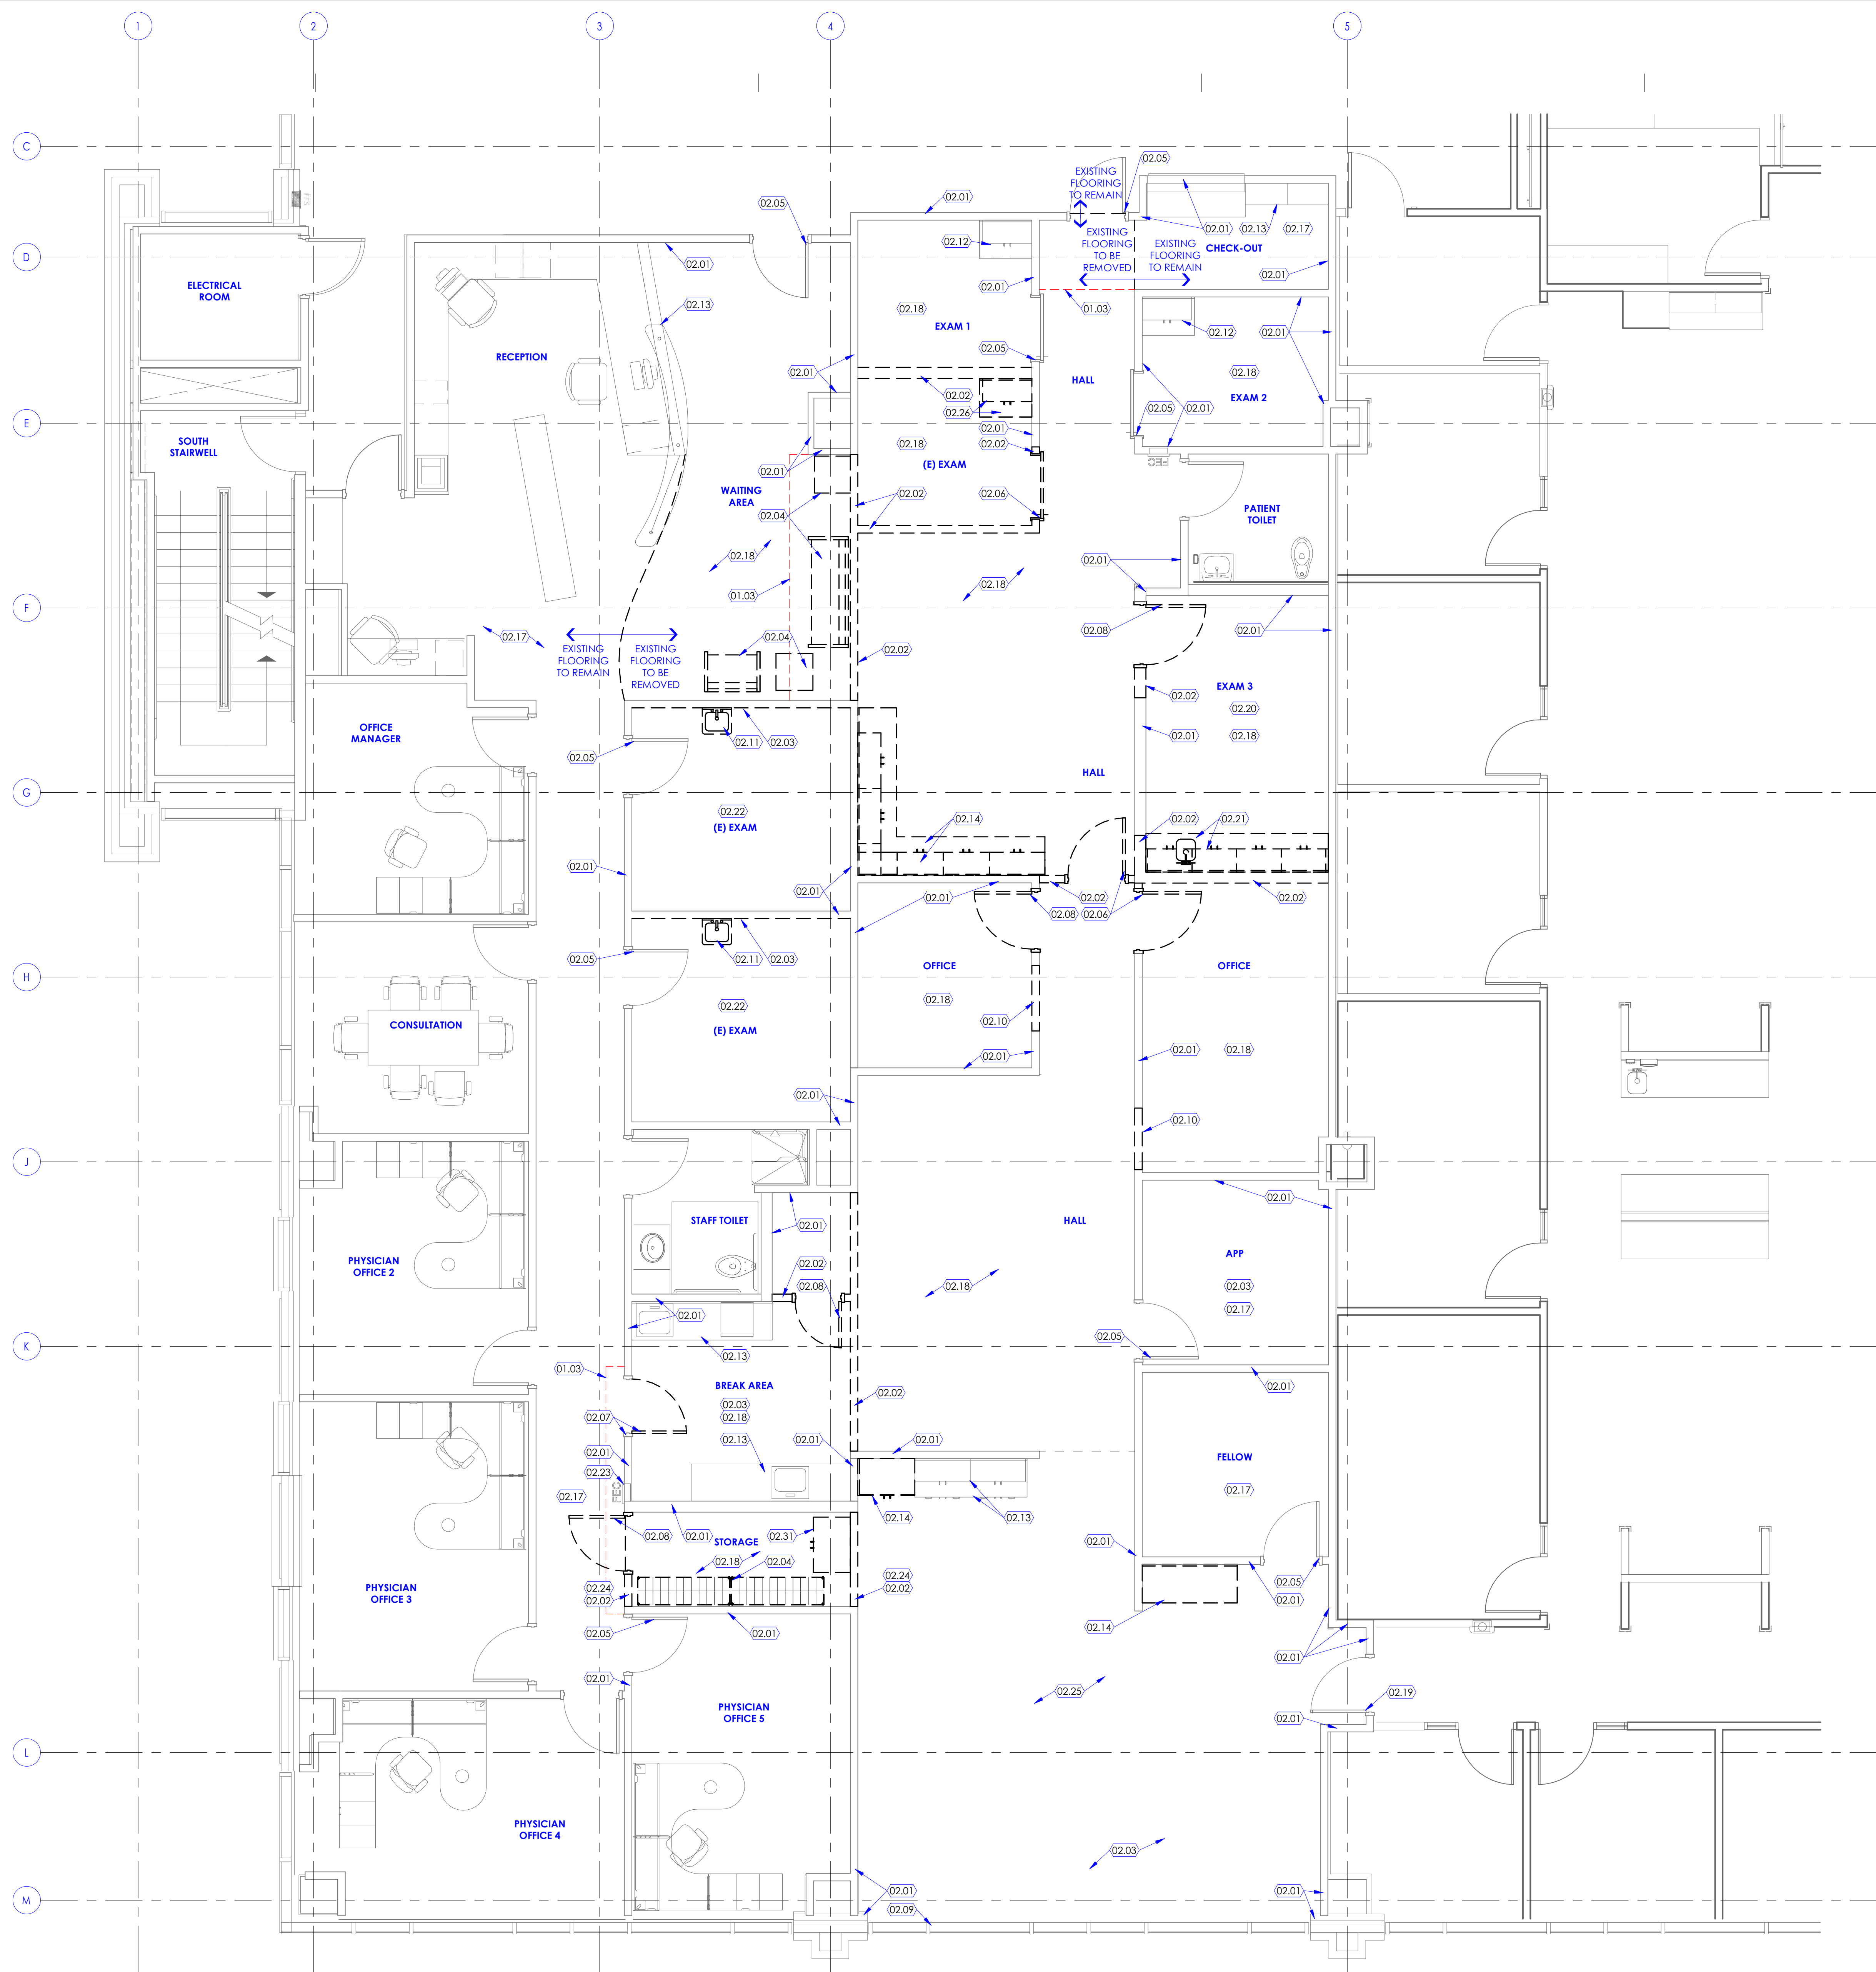 1
2
3
4
5
C
02.05
EXISTING
FLOORING
TO REMAIN
02.01
02.05
02.12
EXISTING
FLOORING
TO BE
REMOVED
EXISTING
FLOORING
TO REMAIN
02.01
02.13
02.17
CHECK-OUT
D
02.01
02.01
02.01
ELECTRICAL
ROOM
02.13
02.18
01.03
EXAM 1
02.12
02.01
RECEPTION
02.05
02.01
02.18
HALL
02.02
EXAM 2
02.26
02.05
02.01
E
02.01
SOUTH
STAIRWELL
02.18
02.02
(E) EXAM
FEC
02.01
WAITING
AREA
02.02
02.06
02.04
PATIENT
TOILET
02.18
02.01
02.18
01.03
F
02.17
02.04
02.08
02.01
EXISTING
FLOORING
TO REMAIN
EXISTING
FLOORING
TO BE
REMOVED
02.02
EXAM 3
02.02
02.20
OFFICE
MANAGER
02.11
02.03
02.01
02.18
02.05
HALL
G
02.22
(E) EXAM
02.14
02.02
02.21
02.01
02.01
02.01
02.02
02.02
02.08
02.06
02.05
02.11
02.03
OFFICE
OFFICE
H
02.22
02.18
(E) EXAM
02.10
CONSULTATION
02.01
02.01
02.18
02.01
02.10
J
02.01
STAFF TOILET
02.01
HALL
APP
PHYSICIAN
OFFICE 2
02.02
02.08
02.18
02.03
02.17
02.01
02.05
K
02.13
01.03
BREAK AREA
02.01
02.03
02.02
02.18
02.07
02.13
02.01
02.01
02.01
FELLOW
02.23
FEC
02.17
02.17
02.14
02.13
02.08
02.01
STORAGE
02.31
02.01
02.18
02.04
PHYSICIAN
OFFICE 3
02.24
02.02
02.24
02.02
02.05
02.01
02.05
02.01
02.14
02.01
02.01
02.25
02.19
PHYSICIAN
OFFICE 5
02.01
L
PHYSICIAN
OFFICE 4
02.03
M
02.01
02.01
02.09